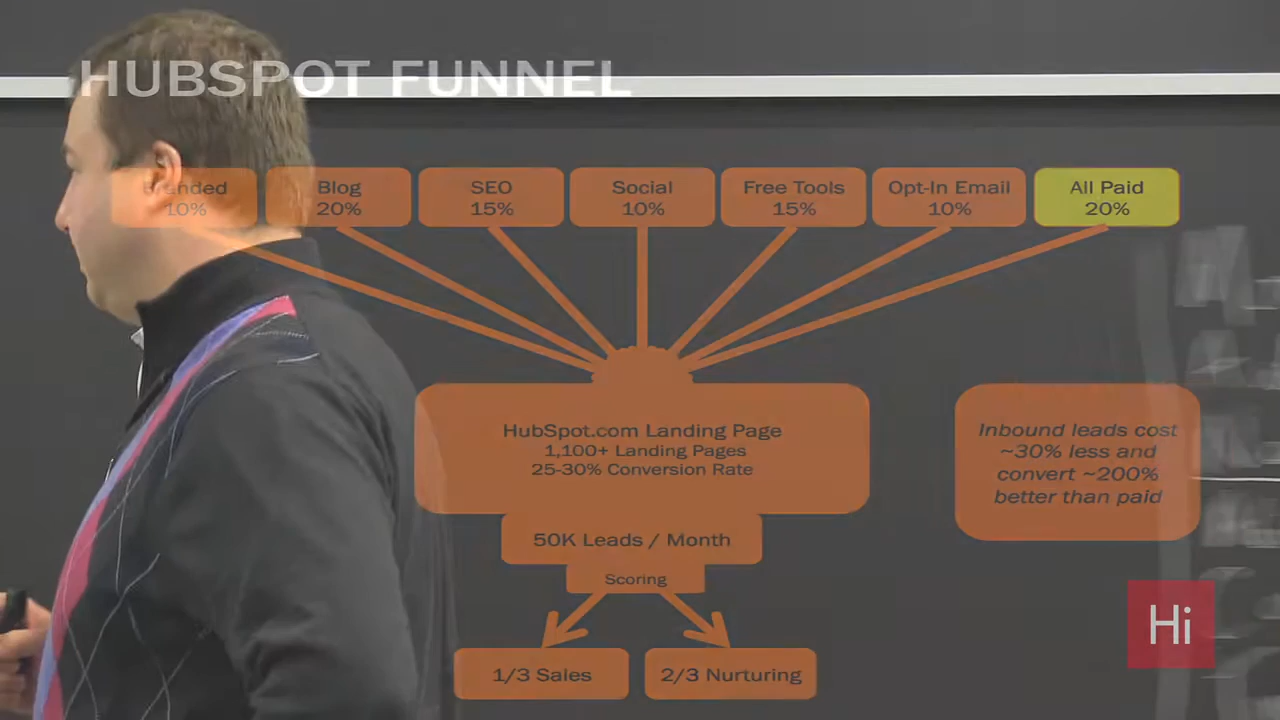 HUBSPOT FUNNEL
Branded
10%
Blog
20%
SEO
15%
Social
10%
Free Tools
15%
Opt-In Email
10%
All Paid
20%
HubSpot.com Landing Page
1,100+ Landing Pages
25-30% Conversion Rate
Inbound leads cost
~30% less and
convert ~200%
better than paid
50K Leads / Month
Scoring
1/3 Sales
2/3 Nurturing
Hi